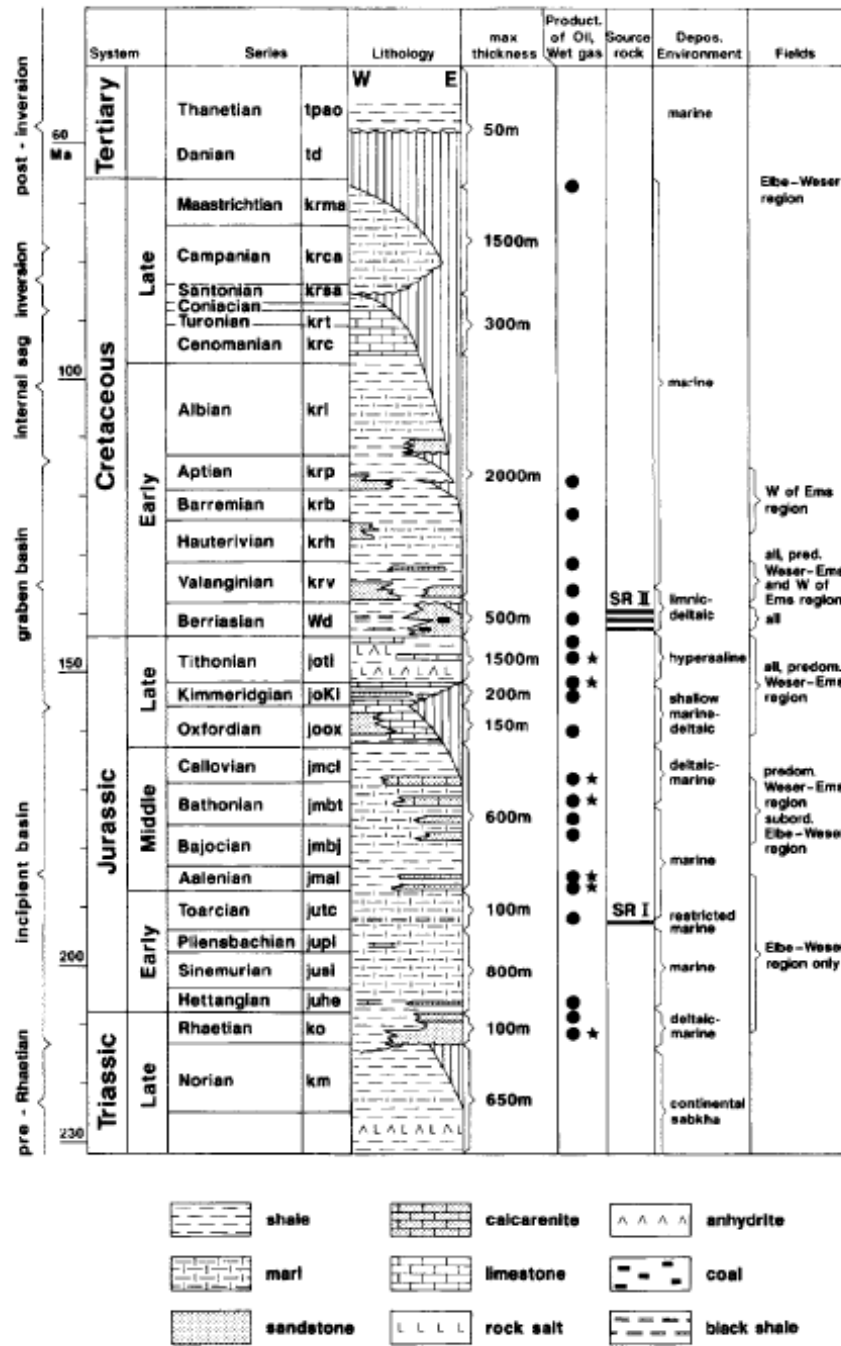 System
Series
Lithology
max
thickness
Product.
of Oil,
Wet gas
Source
rock
Depos.
Environment
Fields
W E
post - inversion
inversion
internal sag
graben basin
incipient basin
pre - Rhaetian
60
Ma
100
150
200
230
Tertiary
Cretaceous
Jurassic
Triassic
Late
Early
Late
Middle
Early
Late
Thanetian tpao
Danian td
Maastrichtian krma
Campanian krca
Santonian krsa
Coniacian
Turonian krt
Cenomanian krc
Albian krl
Aptian krp
Barremian krb
Hauterivian krh
Valanginian krv
Berriasian Wd
Tithonian joti
Kimmeridgian joKi
Oxfordian joox
Callovian jmcl
Bathonian jmbt
Bajocian jmbj
Aalenian jmal
Toarcian jutc
Pliensbachian jupl
Sinemurian jusi
Hettangian juhe
Rhaetian ko
Norian km
50m
1500m
300m
2000m
500m
1500m
200m
150m
600m
100m
800m
100m
650m
SR II
SR I
marine
marine
limnic-
deltaic
hypersaline
shallow
marine-
deltaic
deltaic-
marine
marine
restricted
marine
marine
deltaic-
marine
continental
sabkha
Elbe-Weser
region
W of Ems
region
all, pred.
Weser-Ems
and W of
Ems region
all
all, predom.
Weser-Ems
region
predom.
Weser-Ems
region
subord.
Elbe-Weser
region
Elbe-Weser
region only
shale
calcarenite
anhydrite
marl
limestone
coal
sandstone
rock salt
black shale